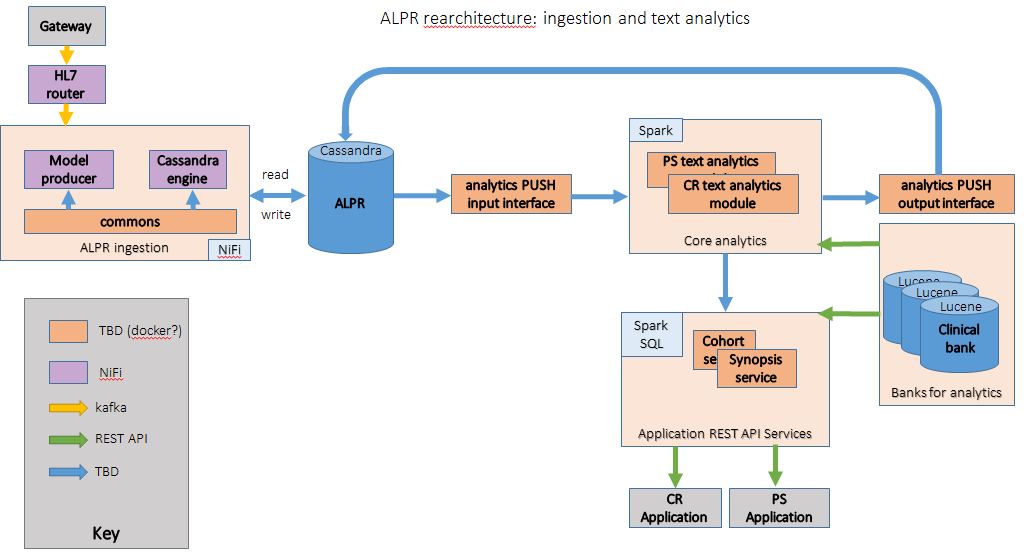 ALPR rearchitecture: ingestion and text analytics
Gateway
HL7
router
Model
producer
Cassandra
engine
commons
ALPR ingestion
NiFi
read
write
Cassandra
ALPR
analytics PUSH
input interface
Spark
PS text analytics
CR text analytics
module
Core analytics
analytics PUSH
output interface
Lucene
Lucene
Lucene
Clinical
bank
Banks for analytics
Spark
SQL
Cohort
se
Synopsis
service
Application REST API Services
CR
Application
PS
Application
TBD (docker?)
NiFi
kafka
REST API
TBD
Key